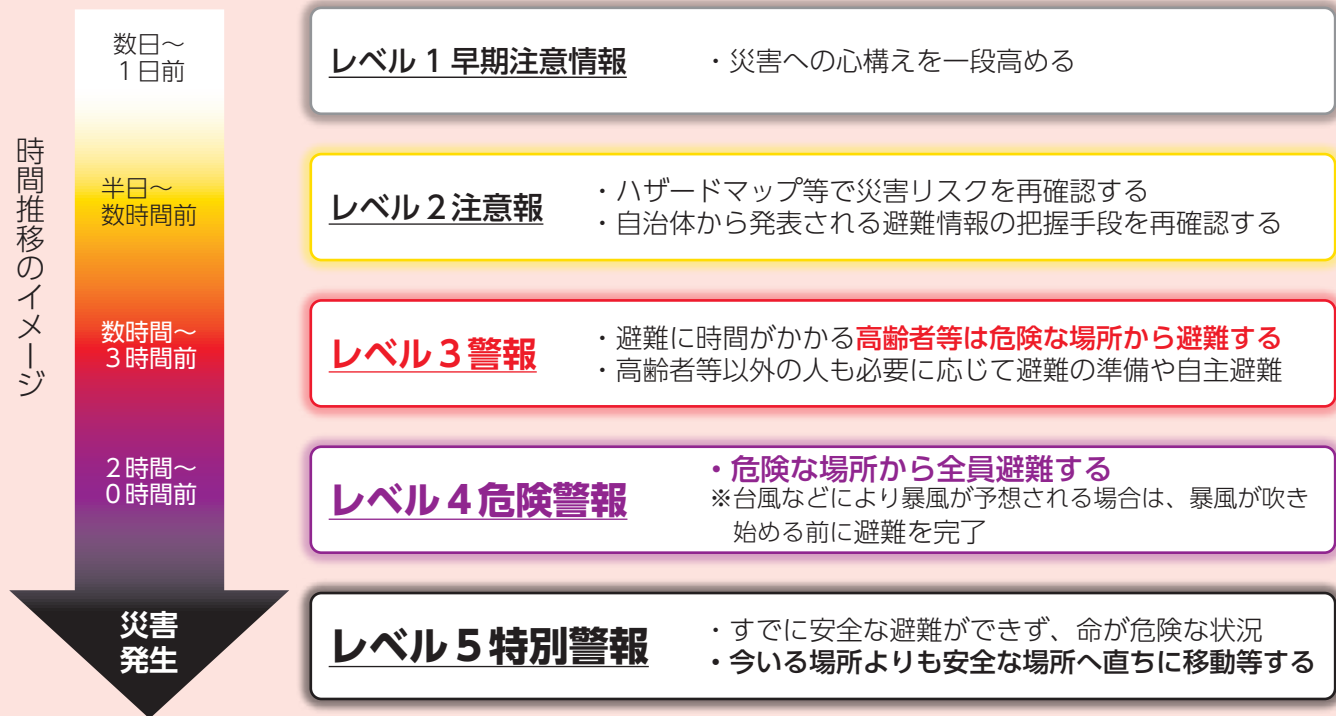 時間推移のイメージ
数日～
１日前
レベル１早期注意情報
・災害への心構えを一段高める
半日～
数時間前
レベル２注意報
・ハザードマップ等で災害リスクを再確認する
・自治体から発表される避難情報の把握手段を再確認する
数時間～
３時間前
レベル３警報
・避難に時間がかかる高齢者等は危険な場所から避難する
・高齢者等以外の人も必要に応じて避難の準備や自主避難
２時間～
０時間前
レベル４危険警報
・危険な場所から全員避難する
※台風などにより暴風が予想される場合は、暴風が吹き
始める前に避難を完了
災害
発生
レベル５特別警報
・すでに安全な避難ができず、命が危険な状況
・今いる場所よりも安全な場所へ直ちに移動等する